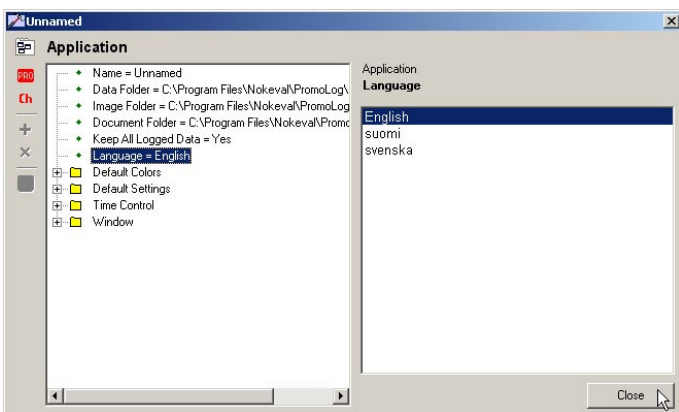 Unnamed
Application
PRO
Ch
Name = Unnamed
Data Folder = C:\Program Files\Nokeval\PromoLog\
Image Folder = C:\Program Files\Nokeval\PromoLog
Document Folder = C:\Program Files\Nokeval\Promo
Keep All Logged Data = Yes
Language = English
Default Colors
Default Settings
Time Control
Window
Application
Language
English
suomi
svenska
Close